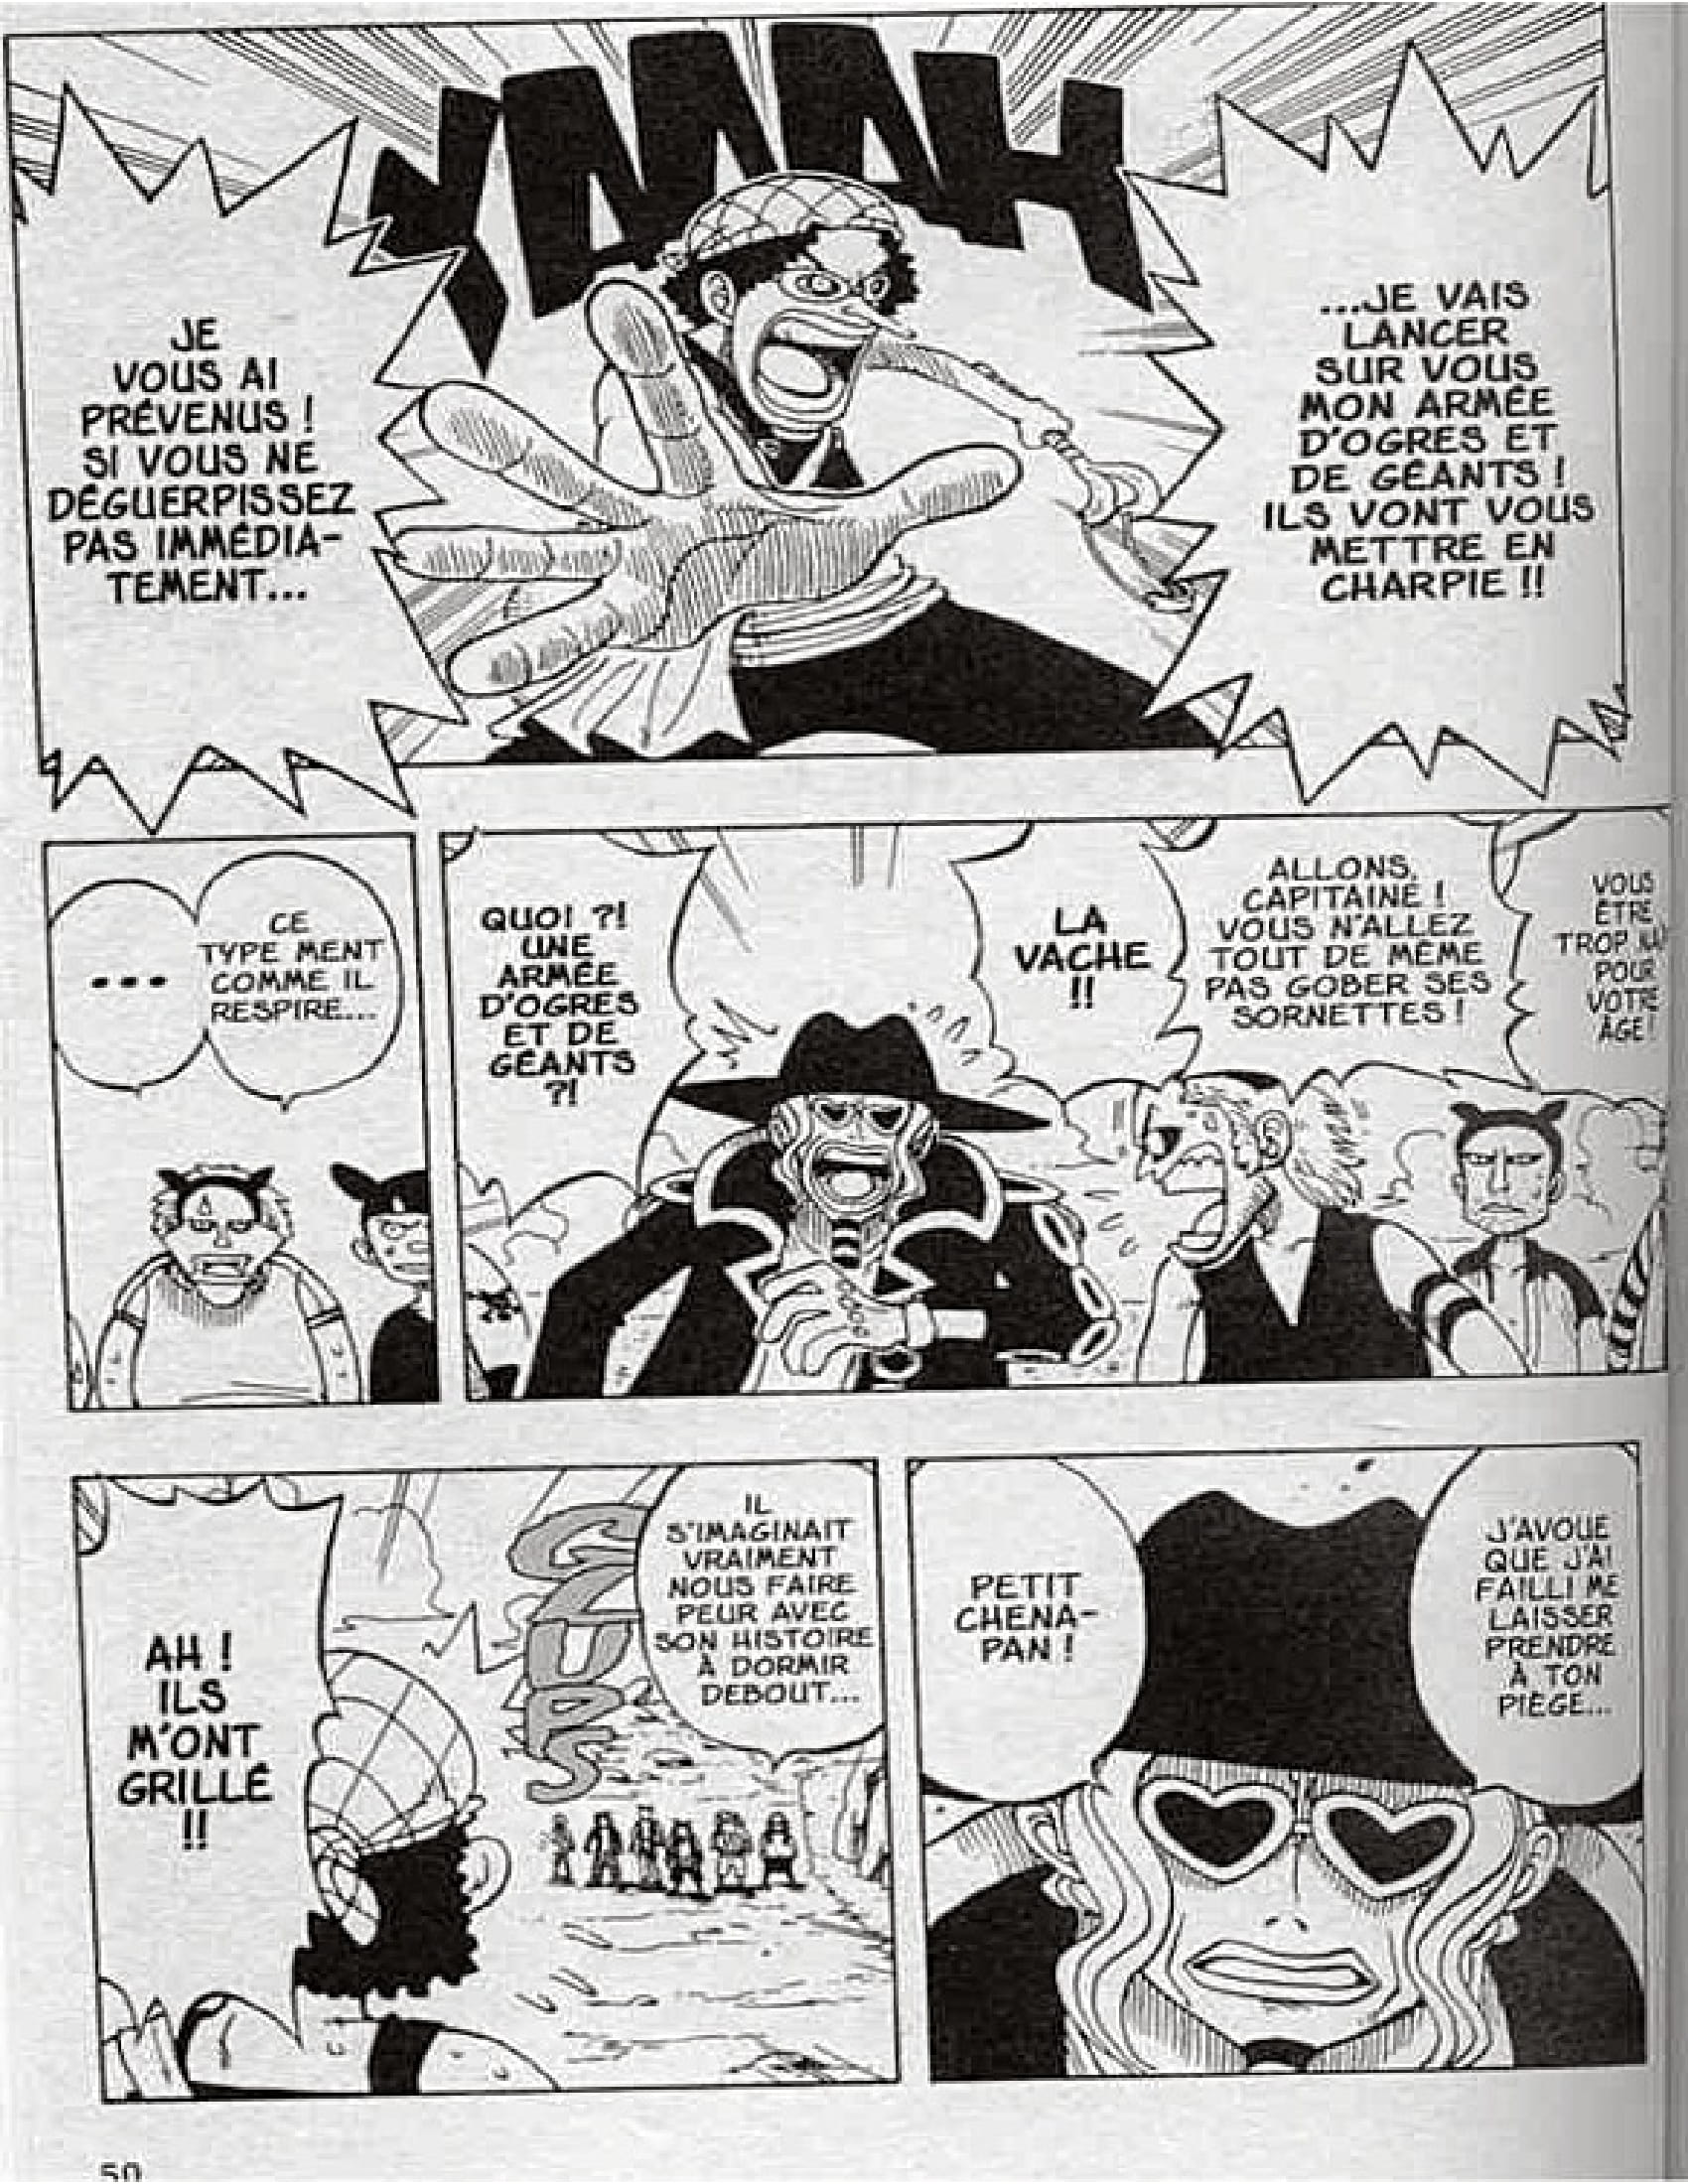 YAAAH
JE
VOUS AI
PRÉVENUS !
SI VOUS NE
DÉGUERPISSEZ
PAS IMMÉDIA-
TEMENT...
...JE VAIS
LANCER
SUR VOUS
MON ARMÉE
D'OGRES ET
DE GÉANTS !
ILS VONT VOUS
METTRE EN
CHARPIE !!
QUOI ?!
UNE
ARMÉE
D'OGRES
ET DE
GÉANTS
?!
LA
VACHE
!!
ALLONS,
CAPITAINE !
VOUS N'ALLEZ
TOUT DE MÊME
PAS GOBER SES
SORNETTES !
VOUS
ÊTRE
TROP
POUR
VOTRE
ÂGE !
CE
TYPE MENT
COMME IL
RESPIRE...
...
J'AVOUE
QUE J'AI
FAILLI ME
LAISSER
PRENDRE
À TON
PIÈGE...
PETIT
CHENA-
PAN !
IL
S'IMAGINAIT
VRAIMENT
NOUS FAIRE
PEUR AVEC
SON HISTOIRE
À DORMIR
DEBOUT...
GLUPS
AH !
ILS
M'ONT
GRILLÉ
!!
50